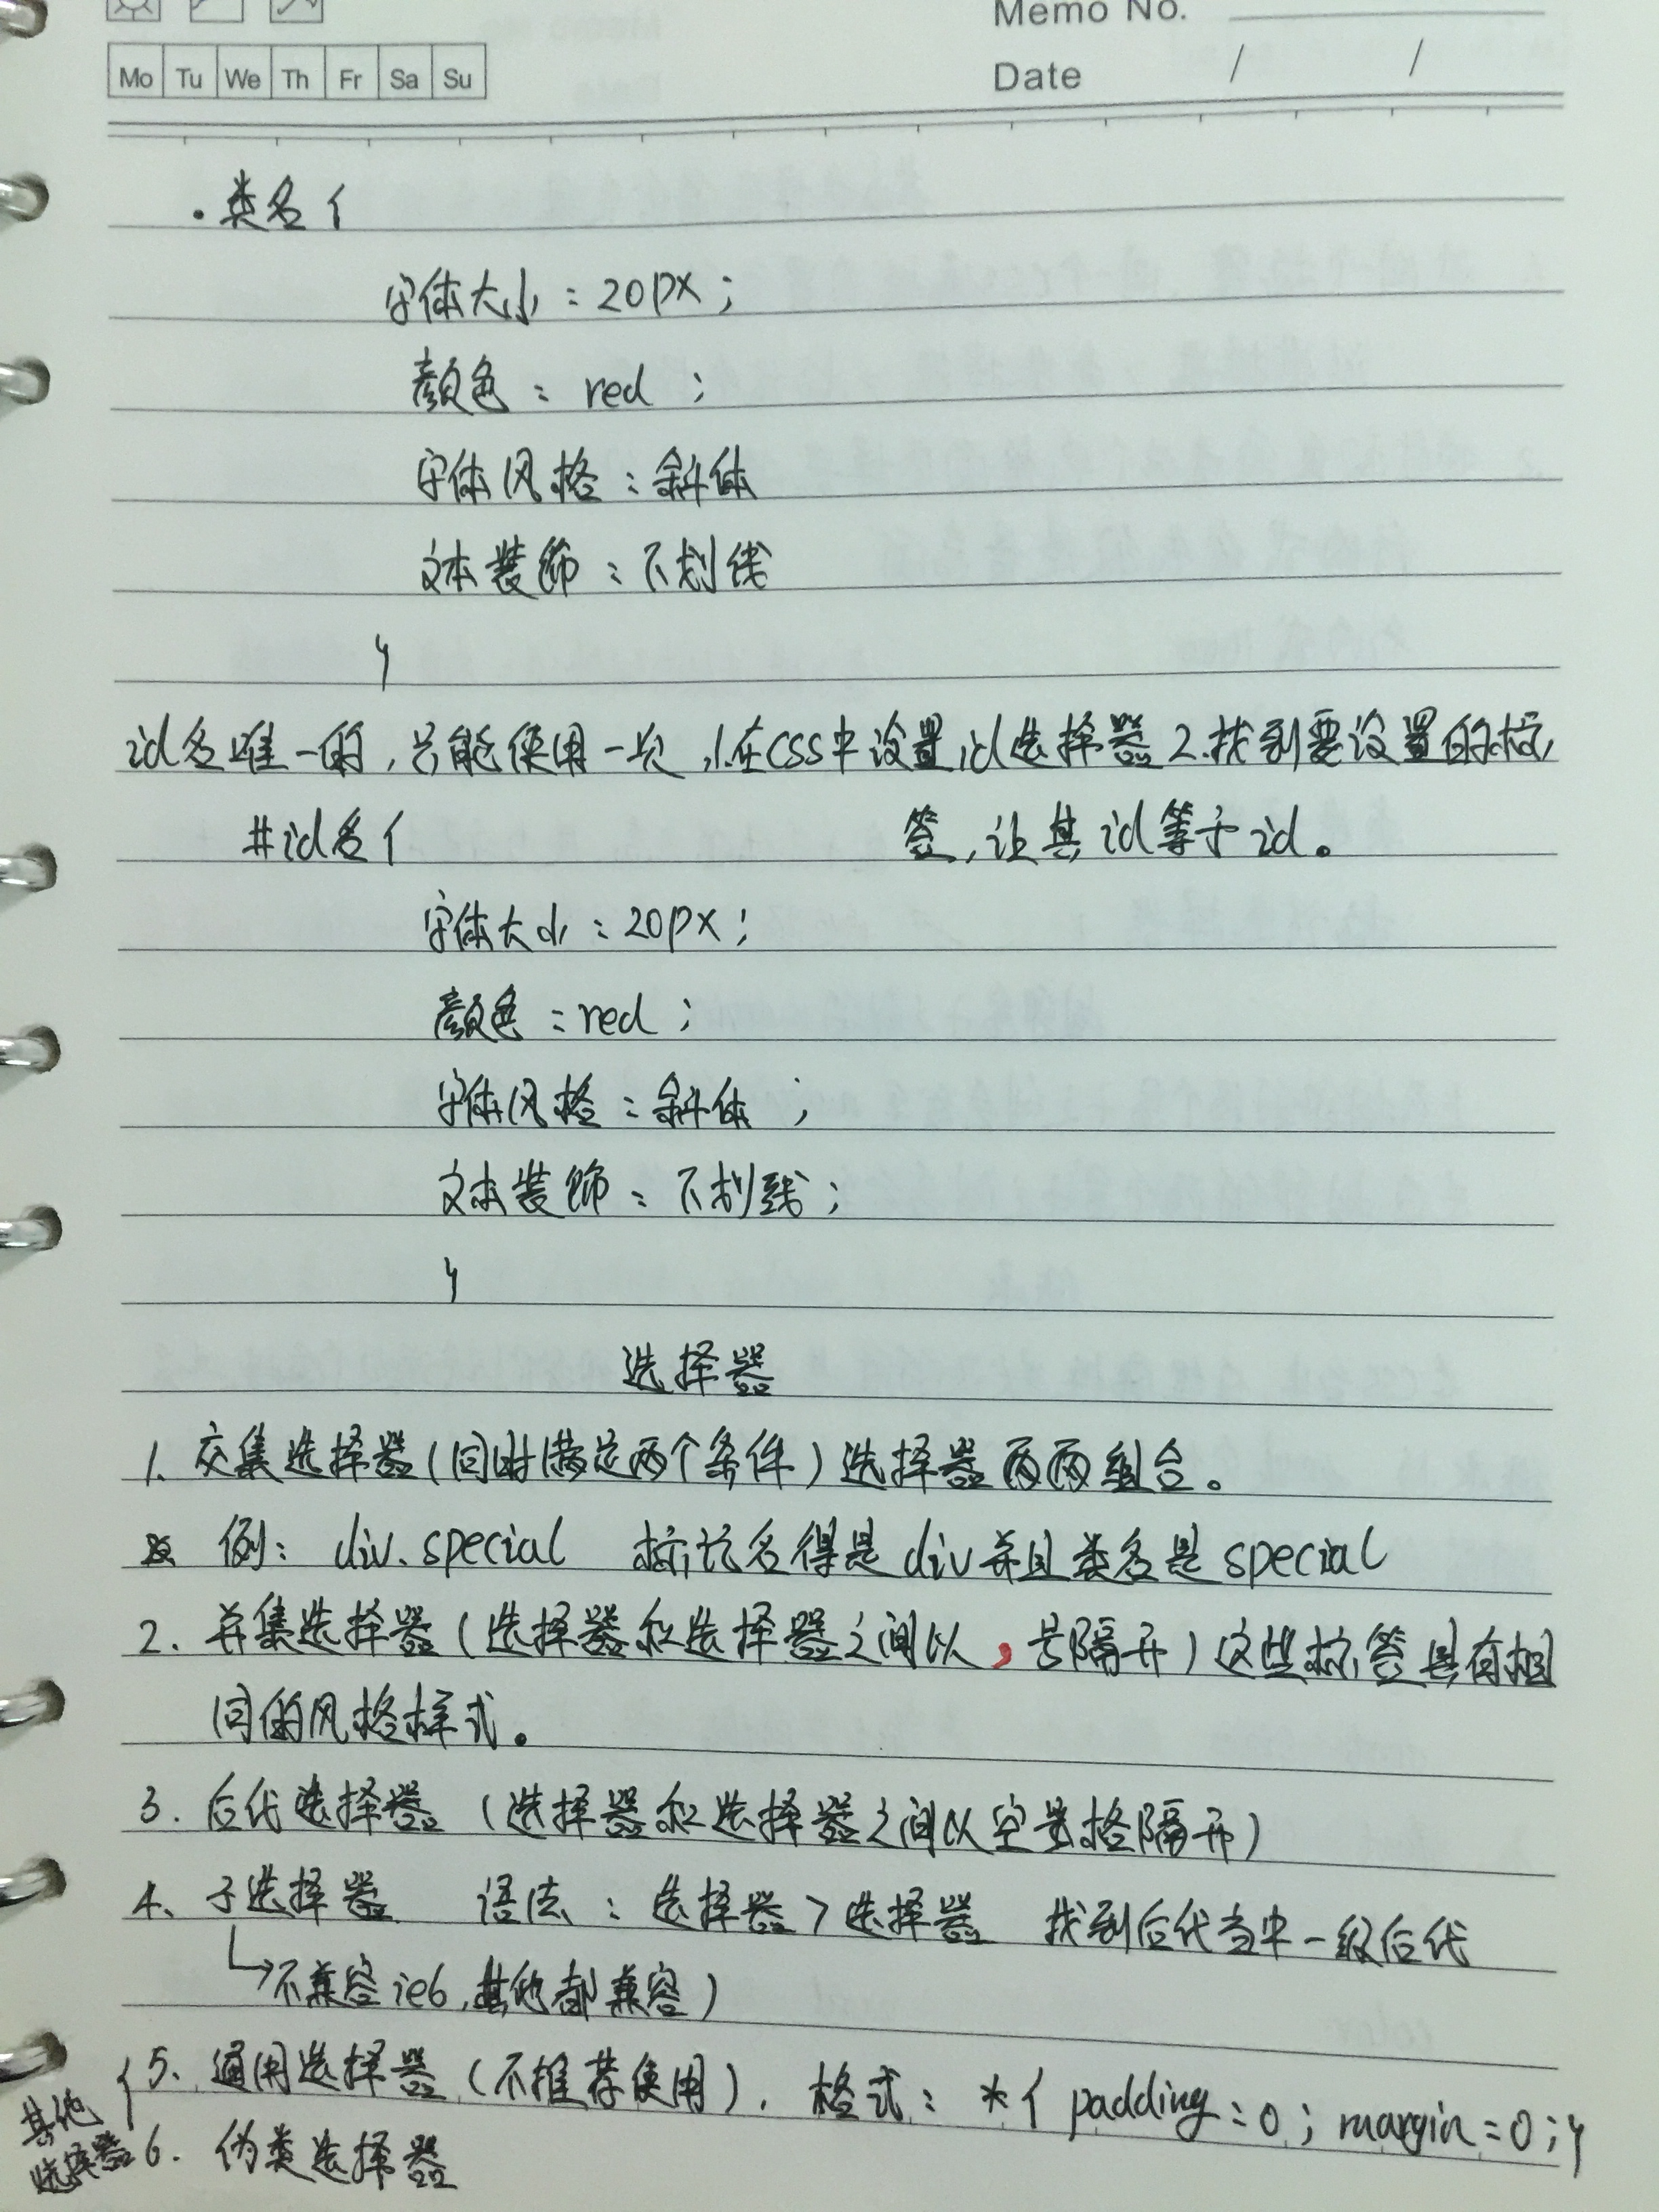 Memo No.
Mo Tu We Th Fr Sa Su
Date / /
.类名{
字体大小：20px；
颜色：red；
字体风格：斜体
文本装饰：下划线
}
id名唯一的，只能使用一次，1.在CSS中设置id选择器 2.找到要设置的标
#id名{ 签，让其id等于id。
字体大小：20px；
颜色：red；
字体风格：斜体；
文本装饰：下划线；
}
选择器
1、交集选择器(同时满足两个条件)选择器两两组合。
例：div.special 标记名得是div并且类名是special
2、并集选择器(选择器和选择器之间以，号隔开)这些标签具有相
同的风格样式。
3.后代选择器(选择器和选择器之间以空格隔开)
4、子选择器 语法：选择器>选择器 找到后代当中一级后代
→不兼容ie6，其他都兼容)
{5、通用选择器(不推荐使用)，格式：*{padding=0；margin=0；}
其他
选择器 6.伪类选择器